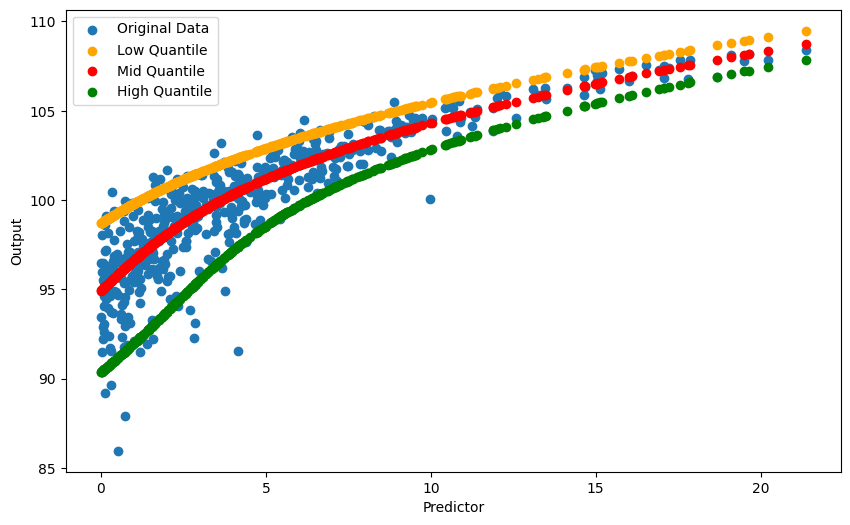 Original Data
Low Quantile
Mid Quantile
High Quantile
110
105
100
95
90
85
Output
0 5 10 15 20
Predictor